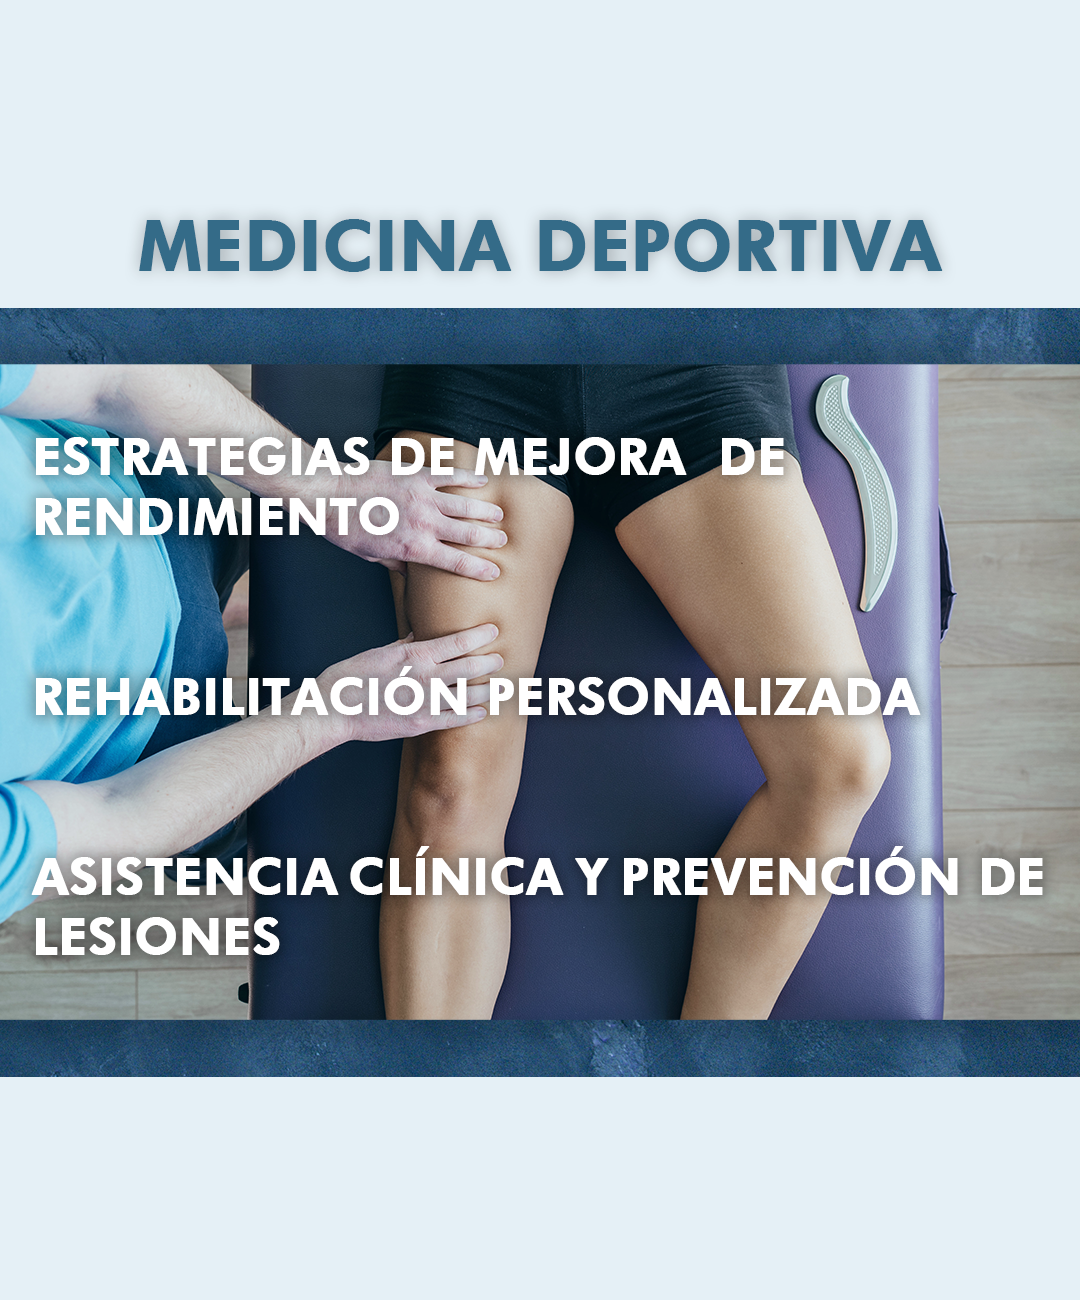 MEDICINA DEPORTIVA
ESTRATEGIAS DE MEJORA  DE
RENDIMIENTO
REHABILITACIÓN PERSONALIZADA
ASISTENCIA CLÍNICA Y PREVENCIÓN DE
LESIONES